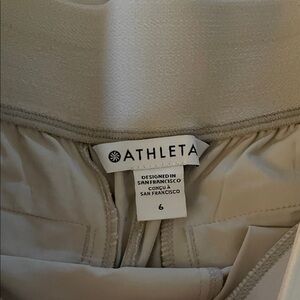 ATHLETA
DESIGNED IN
SAN FRANCISCO
CONÇU À
SAN FRANCISCO
6